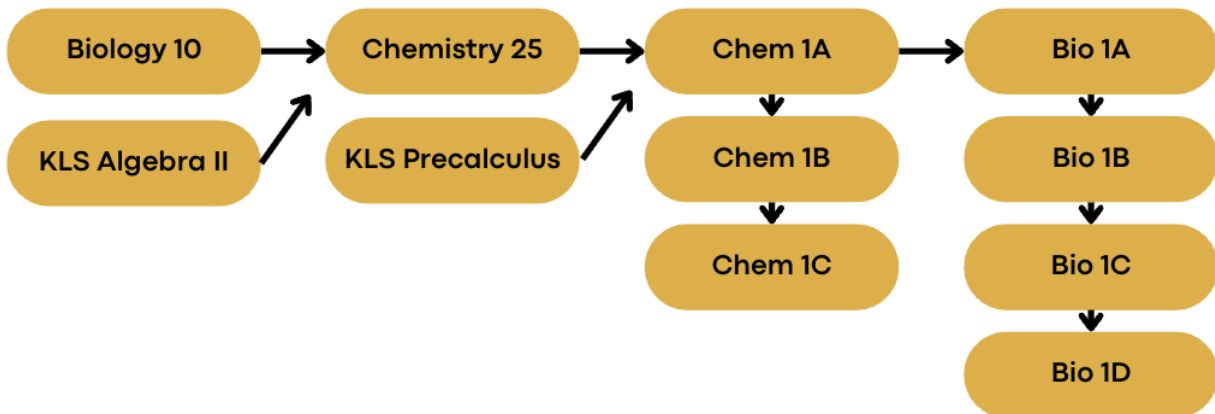 Biology 10
Chemistry 25
Chem 1A
Bio 1A
KLS Algebra II
KLS Precalculus
Chem 1B
Bio 1B
Chem 1C
Bio 1C
Bio 1D